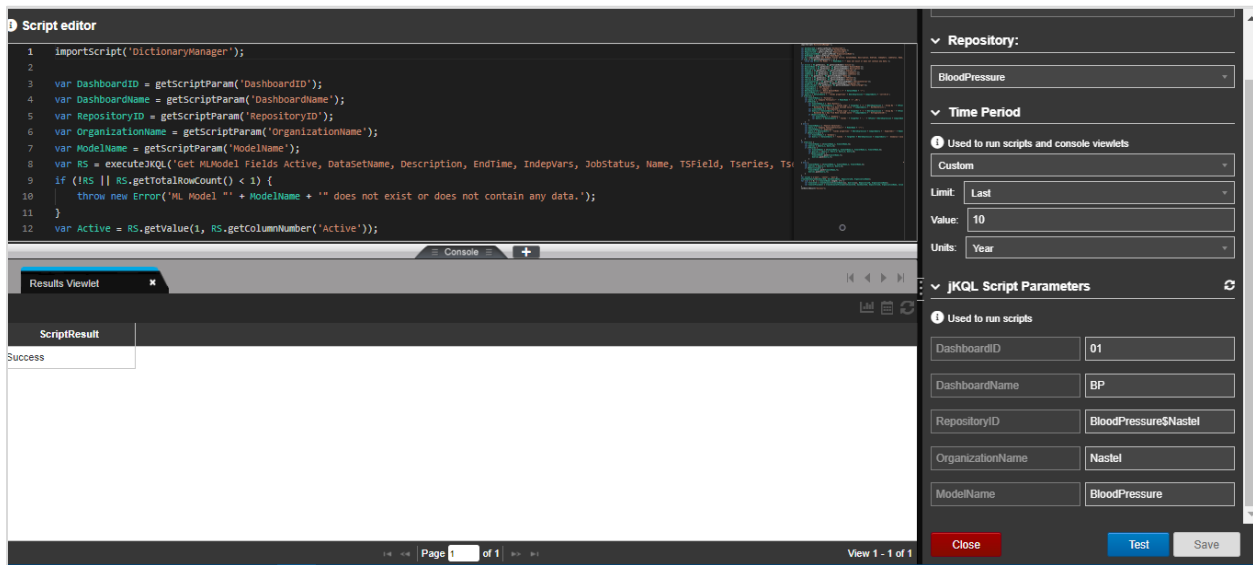 Script editor
1 importScript('DictionaryManager');
2
3 var DashboardID = getScriptParam('DashboardID');
4 var DashboardName = getScriptParam('DashboardName');
5 var RepositoryID = getScriptParam('RepositoryID');
6 var OrganizationName = getScriptParam('OrganizationName');
7 var ModelName = getScriptParam('ModelName');
8 var RS = executeJKQL('Get MLModel Fields Active, DataSetName, Description, EndTime, IndepVars, JobStatus, Name, TSField, Tseries, Ts
9 if (!RS || RS.getTotalRowCount() < 1) {
10 throw new Error('ML Model "' + ModelName + '" does not exist or does not contain any data.');
11 }
12 var Active = RS.getValue(1, RS.getColumnNumber('Active'));
Console
Results Viewlet
ScriptResult
Success
Page 1 of 1
View 1 - 1 of 1
Repository:
BloodPressure
Time Period
Used to run scripts and console viewlets
Custom
Limit: Last
Value: 10
Units: Year
jKQL Script Parameters
Used to run scripts
DashboardID 01
DashboardName BP
RepositoryID BloodPressure$Nastel
OrganizationName Nastel
ModelName BloodPressure
Close Test Save